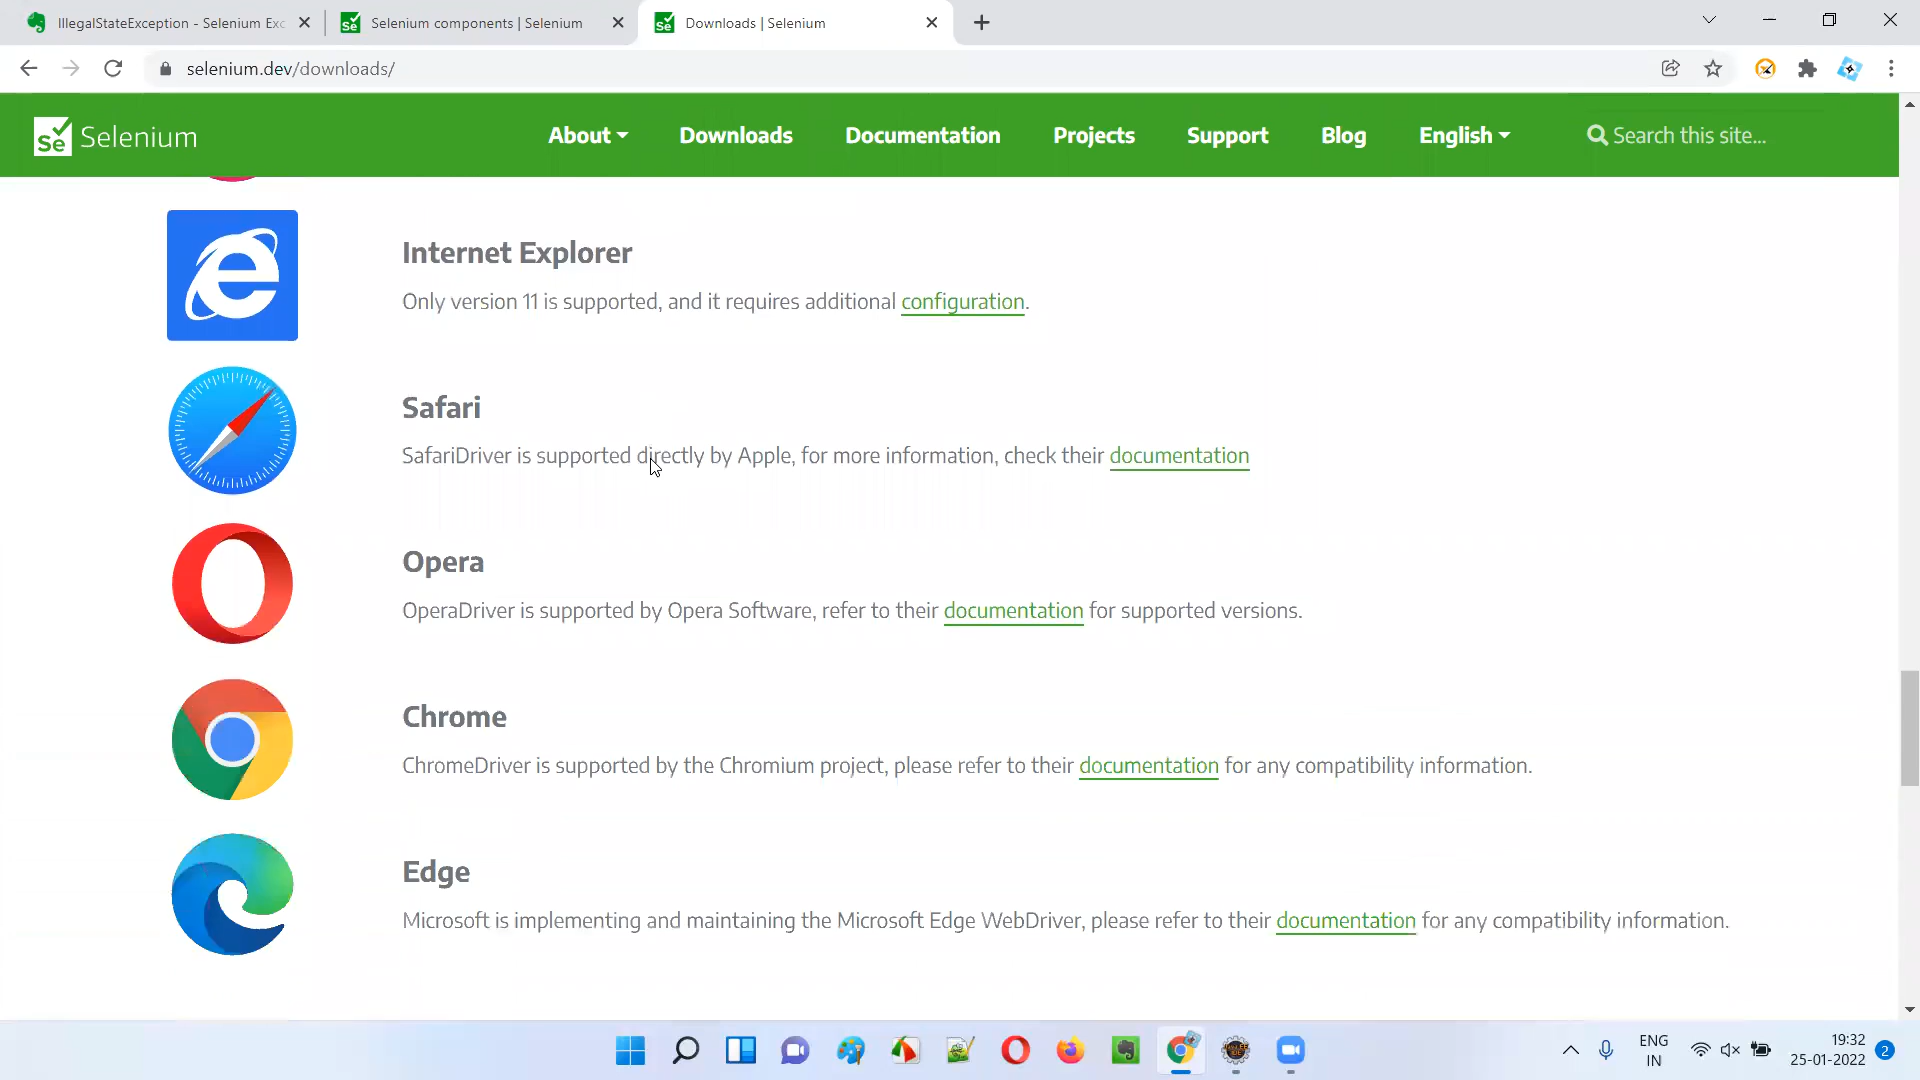 IllegalStateException - Selenium Exc
Selenium components | Selenium
Downloads | Selenium
selenium.dev/downloads/
Se Selenium
About
Downloads
Documentation
Projects
Support
Blog
English
Search this site...
Internet Explorer
Only version 11 is supported, and it requires additional configuration.
Safari
SafariDriver is supported directly by Apple, for more information, check their documentation
Opera
OperaDriver is supported by Opera Software, refer to their documentation for supported versions.
Chrome
ChromeDriver is supported by the Chromium project, please refer to their documentation for any compatibility information.
Edge
Microsoft is implementing and maintaining the Microsoft Edge WebDriver, please refer to their documentation for any compatibility information.
ENG
IN
19:32
25-01-2022
2